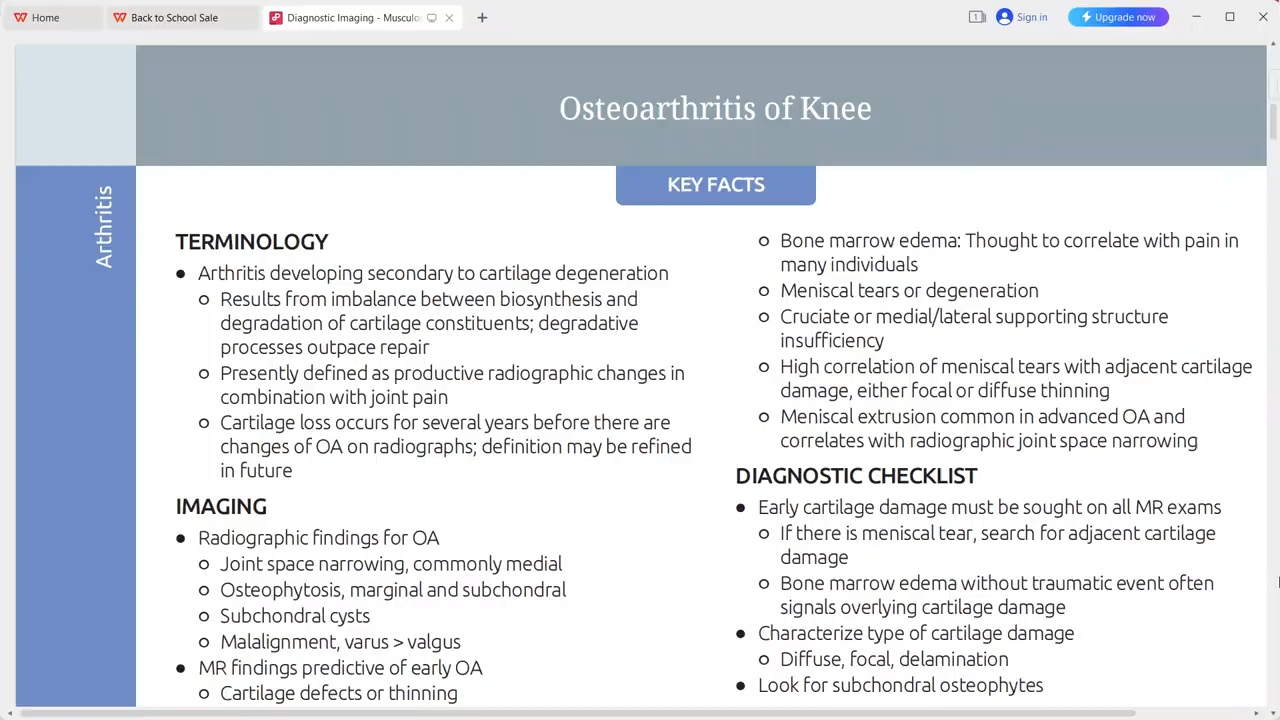 Home
Back to School Sale
Diagnostic Imaging - Musculos
1
Sign in
Upgrade now
Osteoarthritis of Knee
Arthritis
KEY FACTS
TERMINOLOGY
● Arthritis developing secondary to cartilage degeneration
○ Results from imbalance between biosynthesis and
degradation of cartilage constituents; degradative
processes outpace repair
○ Presently defined as productive radiographic changes in
combination with joint pain
○ Cartilage loss occurs for several years before there are
changes of OA on radiographs; definition may be refined
in future
IMAGING
● Radiographic findings for OA
○ Joint space narrowing, commonly medial
○ Osteophytosis, marginal and subchondral
○ Subchondral cysts
○ Malalignment, varus > valgus
● MR findings predictive of early OA
○ Cartilage defects or thinning
○ Bone marrow edema: Thought to correlate with pain in
many individuals
○ Meniscal tears or degeneration
○ Cruciate or medial/lateral supporting structure
insufficiency
○ High correlation of meniscal tears with adjacent cartilage
damage, either focal or diffuse thinning
○ Meniscal extrusion common in advanced OA and
correlates with radiographic joint space narrowing
DIAGNOSTIC CHECKLIST
● Early cartilage damage must be sought on all MR exams
○ If there is meniscal tear, search for adjacent cartilage
damage
○ Bone marrow edema without traumatic event often
signals overlying cartilage damage
● Characterize type of cartilage damage
○ Diffuse, focal, delamination
● Look for subchondral osteophytes